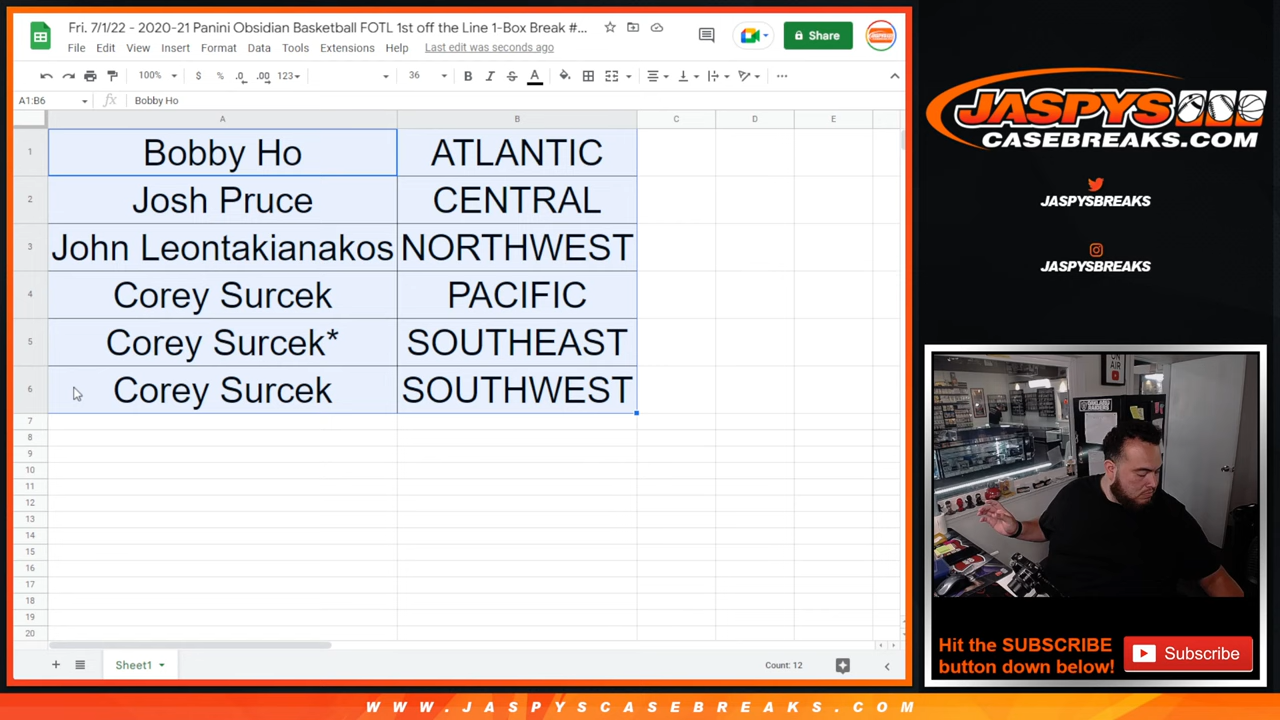 Fri. 7/1/22 - 2020-21 Panini Obsidian Basketball FOTL 1st off the Line 1-Box Break #...
File Edit View Insert Format Data Tools Extensions Help Last edit was seconds ago
Share
100% $ % .0 .00 123 36 B I S A
A1:B6 fx Bobby Ho
A B C D E
1 Bobby Ho ATLANTIC
2 Josh Pruce CENTRAL
3 John Leontakianakos NORTHWEST
4 Corey Surcek PACIFIC
5 Corey Surcek* SOUTHEAST
6 Corey Surcek SOUTHWEST
7
8
9
10
11
12
13
14
15
16
17
18
19
20
Sheet1 Count: 12
JASPYS
CASEBREAKS.COM
JASPYSBREAKS
JASPYSBREAKS
ON AIR
Hit the SUBSCRIBE
button down below!
Subscribe
WWW.JASPYSCASEBREAKS.COM